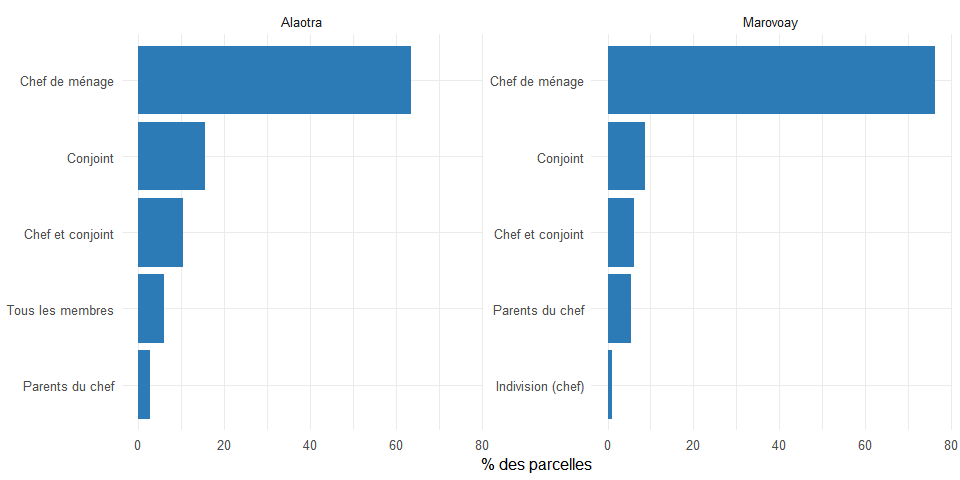 Alaotra
Marovoay
Chef de ménage
Conjoint
Chef et conjoint
Tous les membres
Parents du chef
0 20 40 60 80
Chef de ménage
Conjoint
Chef et conjoint
Parents du chef
Indivision (chef)
0 20 40 60 80
% des parcelles